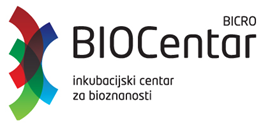 BICRO
BIOCentar
inkubacijski centar
za bioznanosti